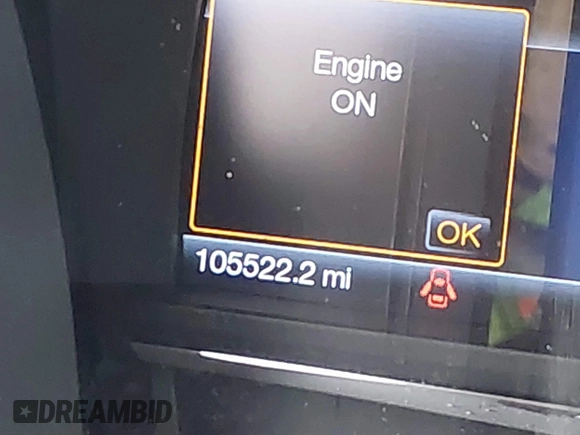 Engine
ON
OK
105522.2 mi
DREAMBID